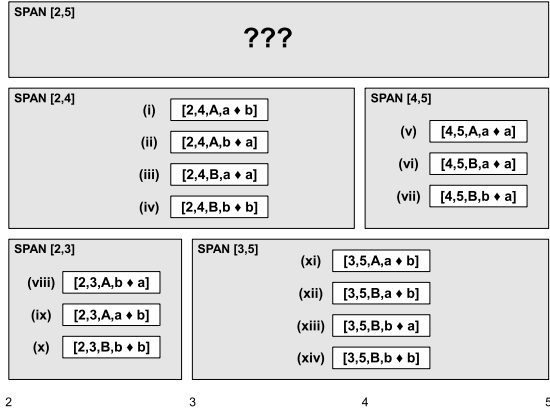 SPAN [2,5]
???
SPAN [2,4]
(i) [2,4,A,a ♦ b]
(ii) [2,4,A,b ♦ a]
(iii) [2,4,B,a ♦ a]
(iv) [2,4,B,b ♦ b]
SPAN [4,5]
(v) [4,5,A,a ♦ a]
(vi) [4,5,B,a ♦ a]
(vii) [4,5,B,b ♦ a]
SPAN [2,3]
(viii) [2,3,A,b ♦ a]
(ix) [2,3,A,a ♦ b]
(x) [2,3,B,b ♦ b]
SPAN [3,5]
(xi) [3,5,A,a ♦ b]
(xii) [3,5,B,a ♦ b]
(xiii) [3,5,B,b ♦ a]
(xiv) [3,5,B,b ♦ b]
2 3 4 5